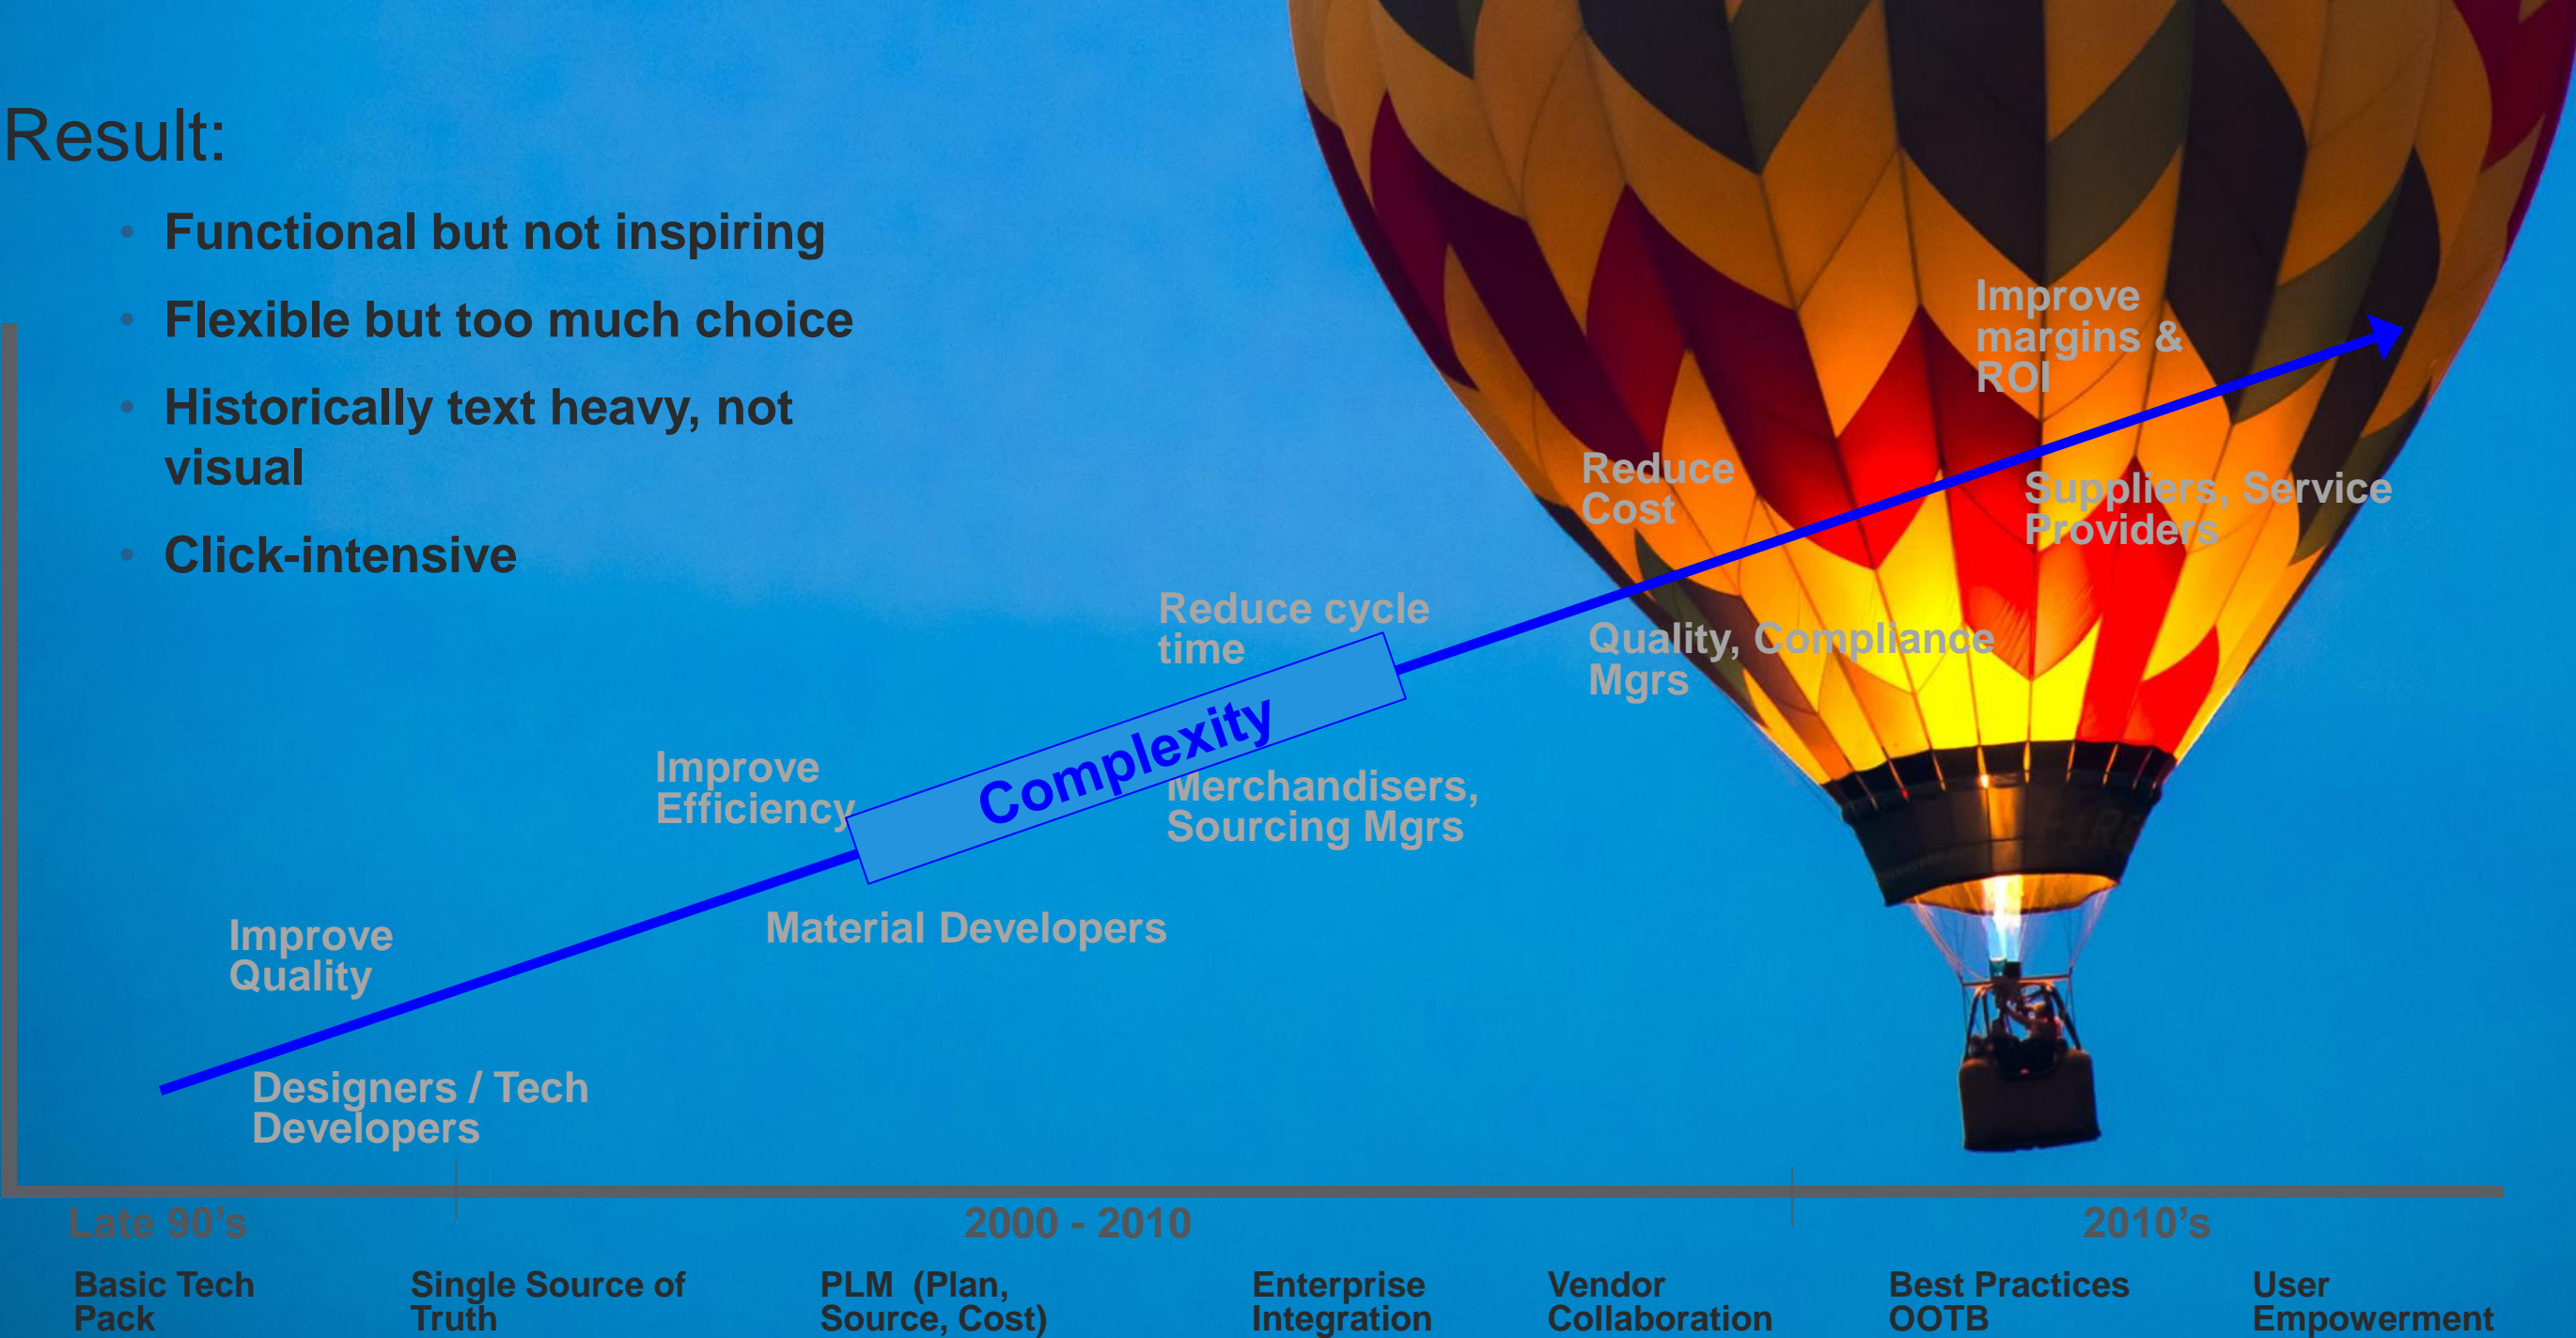 Result:
• Functional but not inspiring
• Flexible but too much choice
• Historically text heavy, not
visual
• Click-intensive
Improve
margins &
ROI
Reduce
Cost
Suppliers, Service
Providers
Reduce cycle
time
Quality, Compliance
Mgrs
Complexity
Improve
Efficiency
Merchandisers,
Sourcing Mgrs
Material Developers
Improve
Quality
Designers / Tech
Developers
Late 90's
2000 - 2010
2010's
Basic Tech
Pack
Single Source of
Truth
PLM (Plan,
Source, Cost)
Enterprise
Integration
Vendor
Collaboration
Best Practices
OOTB
User
Empowerment